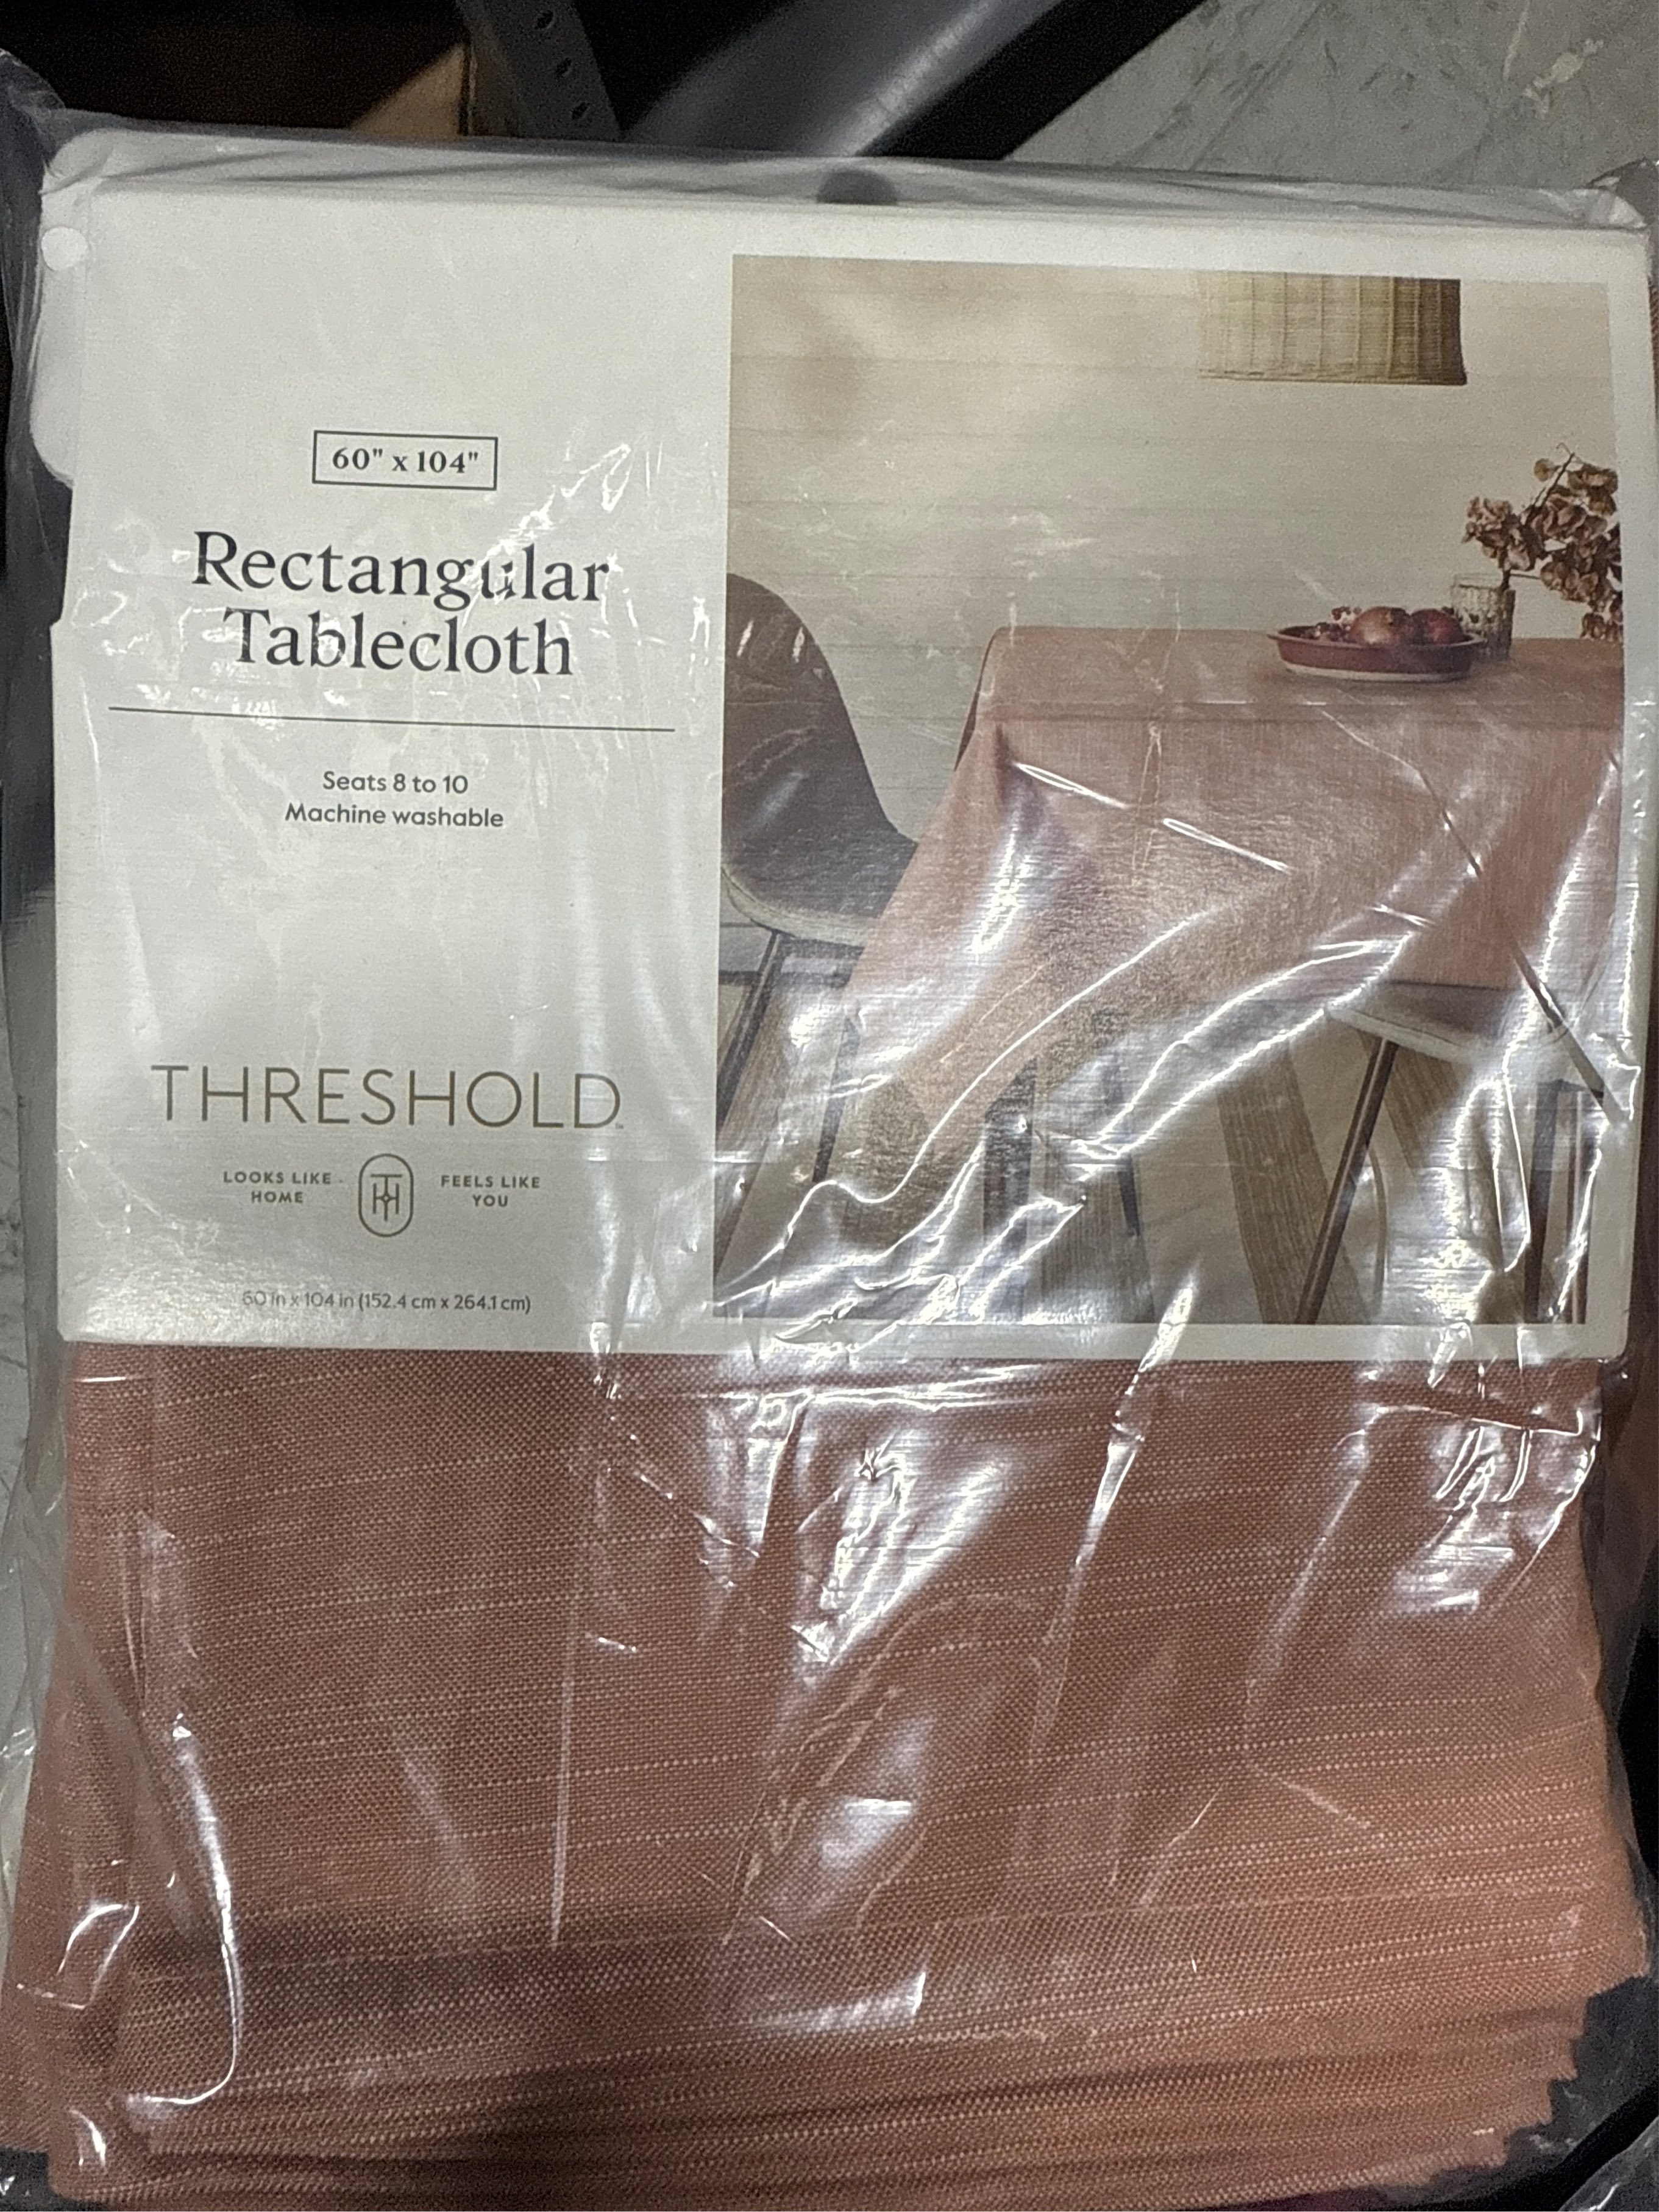 60" x 104"
Rectangular
Tablecloth
Seats 8 to 10
Machine washable
THRESHOLD™
LOOKS LIKE
HOME
FEELS LIKE
YOU
60 in x 104 in (152.4 cm x 264.1 cm)